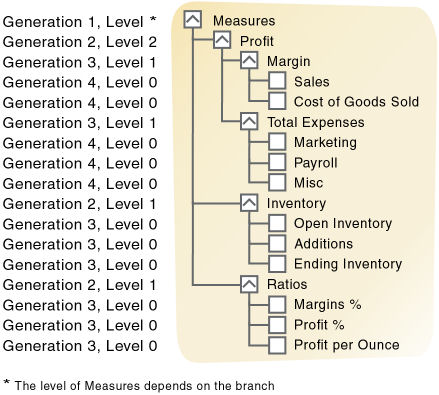 Generation 1, Level * Measures
Generation 2, Level 2 Profit
Generation 3, Level 1 Margin
Generation 4, Level 0 Sales
Generation 4, Level 0 Cost of Goods Sold
Generation 3, Level 1 Total Expenses
Generation 4, Level 0 Marketing
Generation 4, Level 0 Payroll
Generation 4, Level 0 Misc
Generation 2, Level 1 Inventory
Generation 3, Level 0 Open Inventory
Generation 3, Level 0 Additions
Generation 3, Level 0 Ending Inventory
Generation 2, Level 1 Ratios
Generation 3, Level 0 Margins %
Generation 3, Level 0 Profit %
Generation 3, Level 0 Profit per Ounce
* The level of Measures depends on the branch